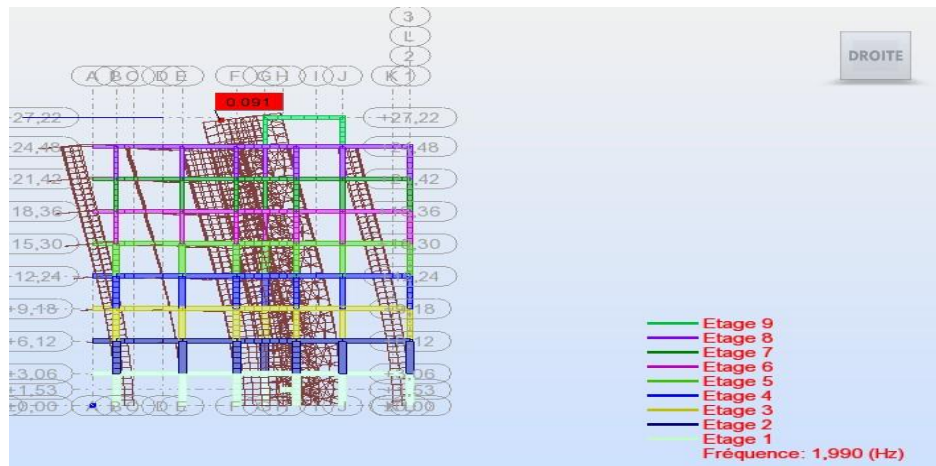 3
L
2
A B C D E F G H I J K 1
DROITE
0.091
27,22 +27,22
24,48 24,48
21,42
18,36
15,30
12,24
+9,18
+6,12
+3,06
+1,53
+0,00 A B C D E F G H I J
Etage 9
Etage 8
Etage 7
Etage 6
Etage 5
Etage 4
Etage 3
Etage 2
Etage 1
Fréquence: 1,990 (Hz)